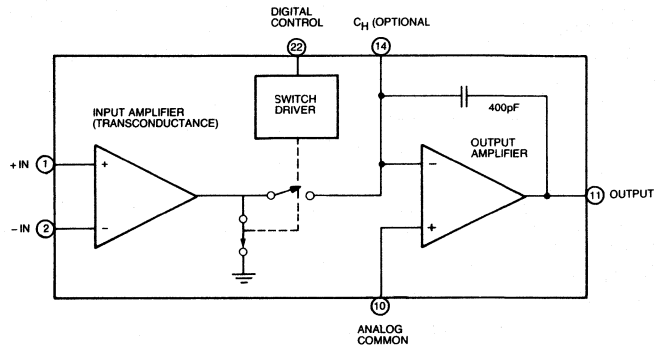 DIGITAL
CONTROL
22
CH (OPTIONAL
14
SWITCH
DRIVER
400pF
INPUT AMPLIFIER
(TRANSCONDUCTANCE)
OUTPUT
AMPLIFIER
+ IN 1
+
−
− IN 2
−
+
11 OUTPUT
10
ANALOG
COMMON